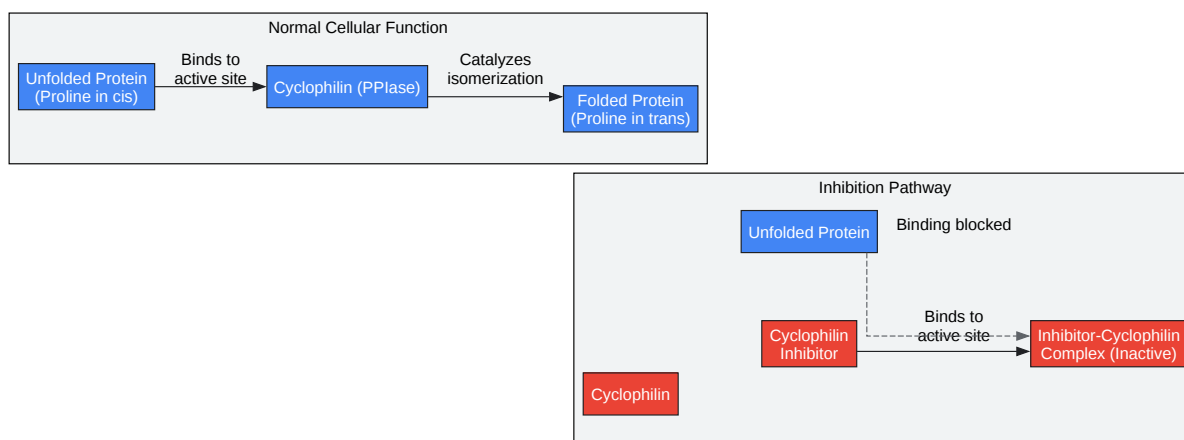 Normal Cellular Function
Unfolded Protein
(Proline in cis)
Binds to
active site
Cyclophilin (PPIase)
Catalyzes
isomerization
Folded Protein
(Proline in trans)
Inhibition Pathway
Unfolded Protein
Binding blocked
Cyclophilin
Inhibitor
Binds to
active site
Inhibitor-Cyclophilin
Complex (Inactive)
Cyclophilin